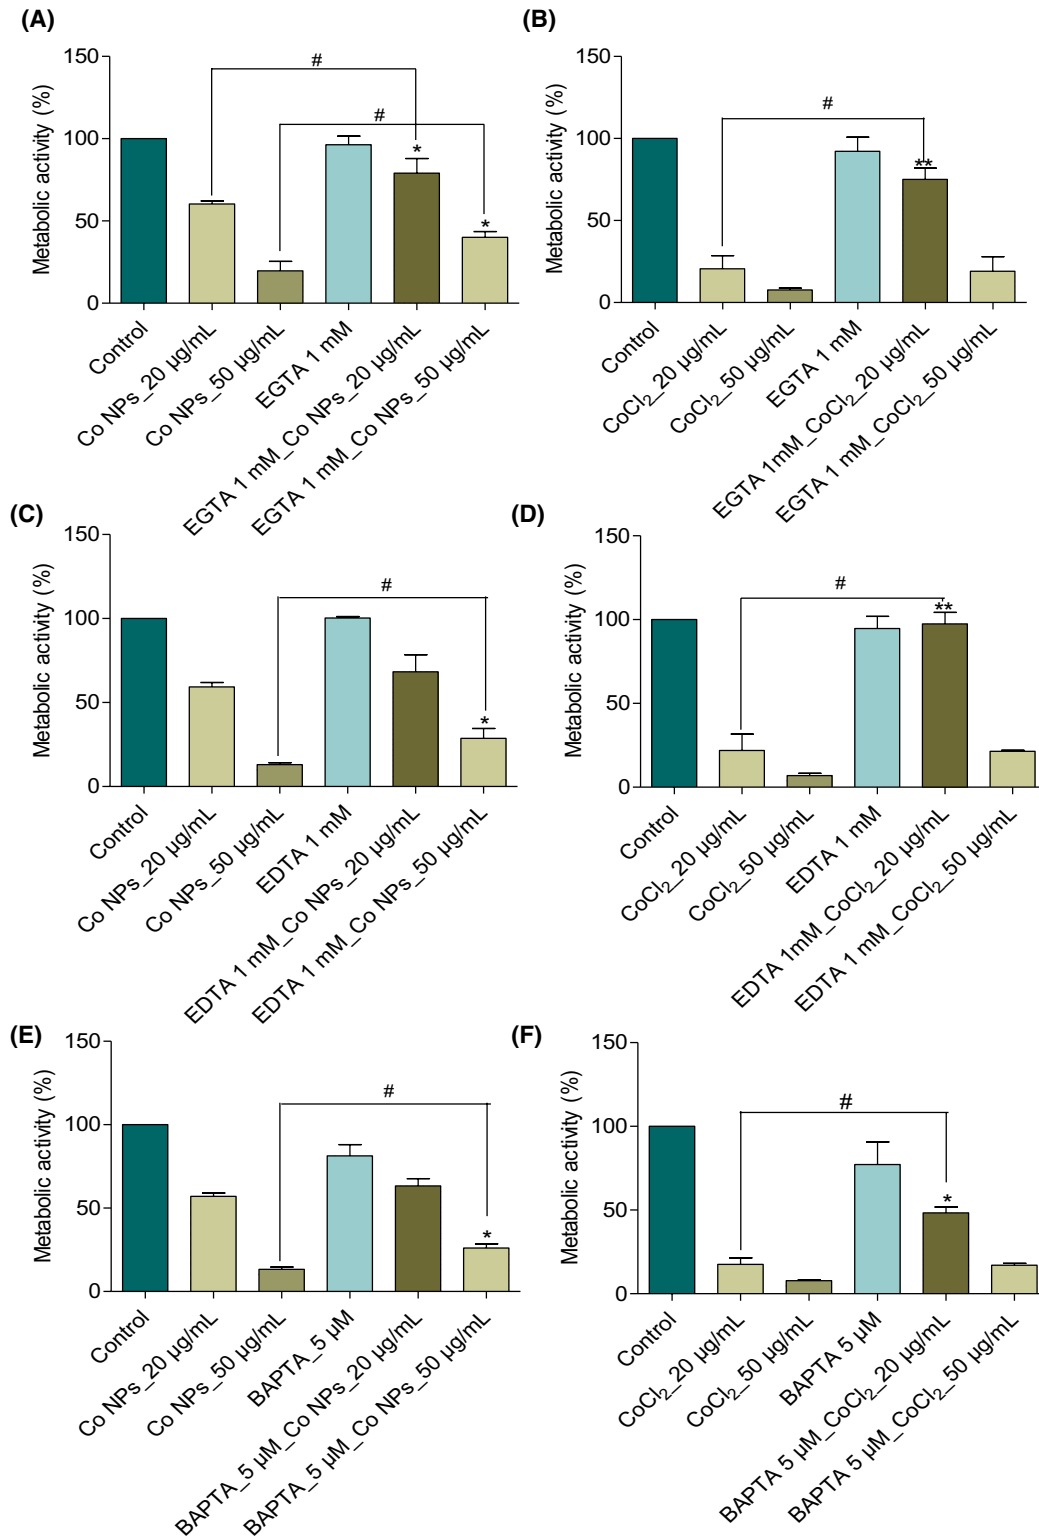 (A)
Metabolic activity (%)
150
100
50
0
#
#
*
*
Control
Co NPs_20 µg/mL
Co NPs_50 µg/mL
EGTA 1 mM
EGTA 1 mM_Co NPs_20 µg/mL
EGTA 1 mM_Co NPs_50 µg/mL
(B)
Metabolic activity (%)
150
100
50
0
#
**
Control
CoCl₂_20 µg/mL
CoCl₂_50 µg/mL
EGTA 1 mM
EGTA 1mM_CoCl₂_20 µg/mL
EGTA 1 mM_CoCl₂_50 µg/mL
(C)
Metabolic activity (%)
150
100
50
0
#
*
Control
Co NPs_20 µg/mL
Co NPs_50 µg/mL
EDTA 1 mM
EDTA 1 mM_Co NPs_20 µg/mL
EDTA 1 mM_Co NPs_50 µg/mL
(D)
Metabolic activity (%)
150
100
50
0
#
**
Control
CoCl₂_20 µg/mL
CoCl₂_50 µg/mL
EDTA 1 mM
EDTA 1mM_CoCl₂_20 µg/mL
EDTA 1 mM_CoCl₂_50 µg/mL
(E)
Metabolic activity (%)
150
100
50
0
#
*
Control
Co NPs_20 µg/mL
Co NPs_50 µg/mL
BAPTA_5 µM
BAPTA_5 µM_Co NPs_20 µg/mL
BAPTA_5 µM_Co NPs_50 µg/mL
(F)
Metabolic activity (%)
150
100
50
0
#
*
Control
CoCl₂_20 µg/mL
CoCl₂_50 µg/mL
BAPTA 5 µM
BAPTA 5 µM_CoCl₂_20 µg/mL
BAPTA 5 µM_CoCl₂_50 µg/mL